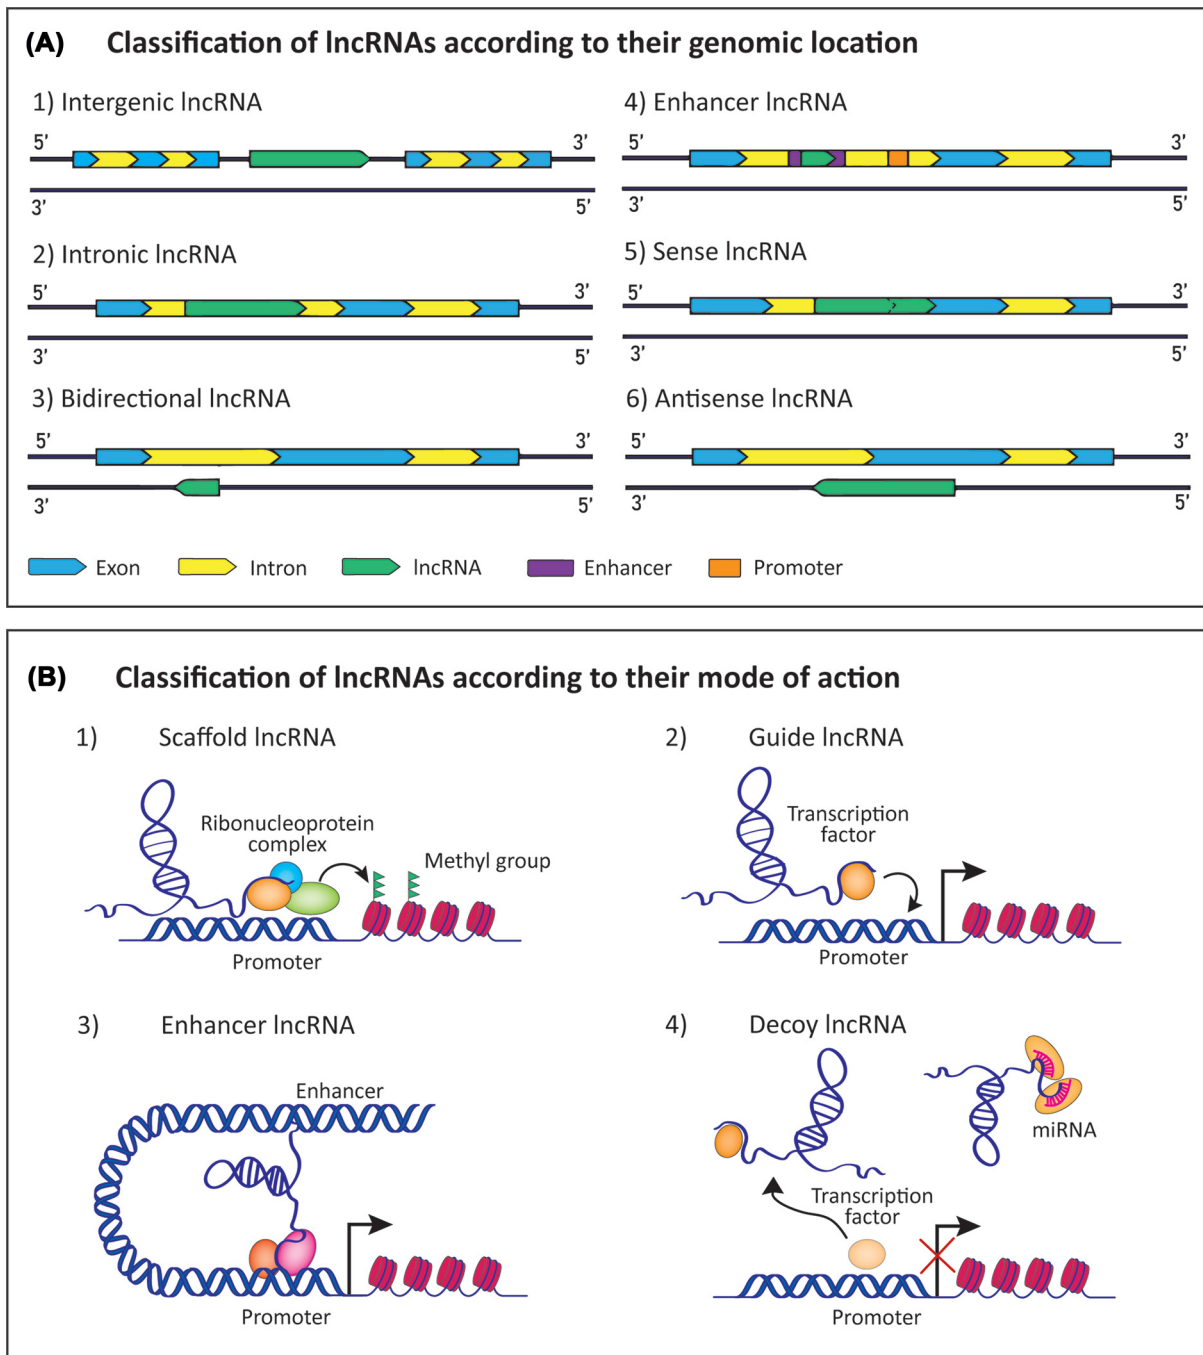 (A) Classification of lncRNAs according to their genomic location
1) Intergenic lncRNA
5’ 3’
3’ 5’
2) Intronic lncRNA
5’ 3’
3’ 5’
3) Bidirectional lncRNA
5’ 3’
3’ 5’
4) Enhancer lncRNA
5’ 3’
3’ 5’
5) Sense lncRNA
5’ 3’
3’ 5’
6) Antisense lncRNA
5’ 3’
3’ 5’
Exon Intron lncRNA Enhancer Promoter
(B) Classification of lncRNAs according to their mode of action
1) Scaffold lncRNA
Ribonucleoprotein
complex
Methyl group
Promoter
2) Guide lncRNA
Transcription
factor
Promoter
3) Enhancer lncRNA
Enhancer
Promoter
4) Decoy lncRNA
miRNA
Transcription
factor
Promoter